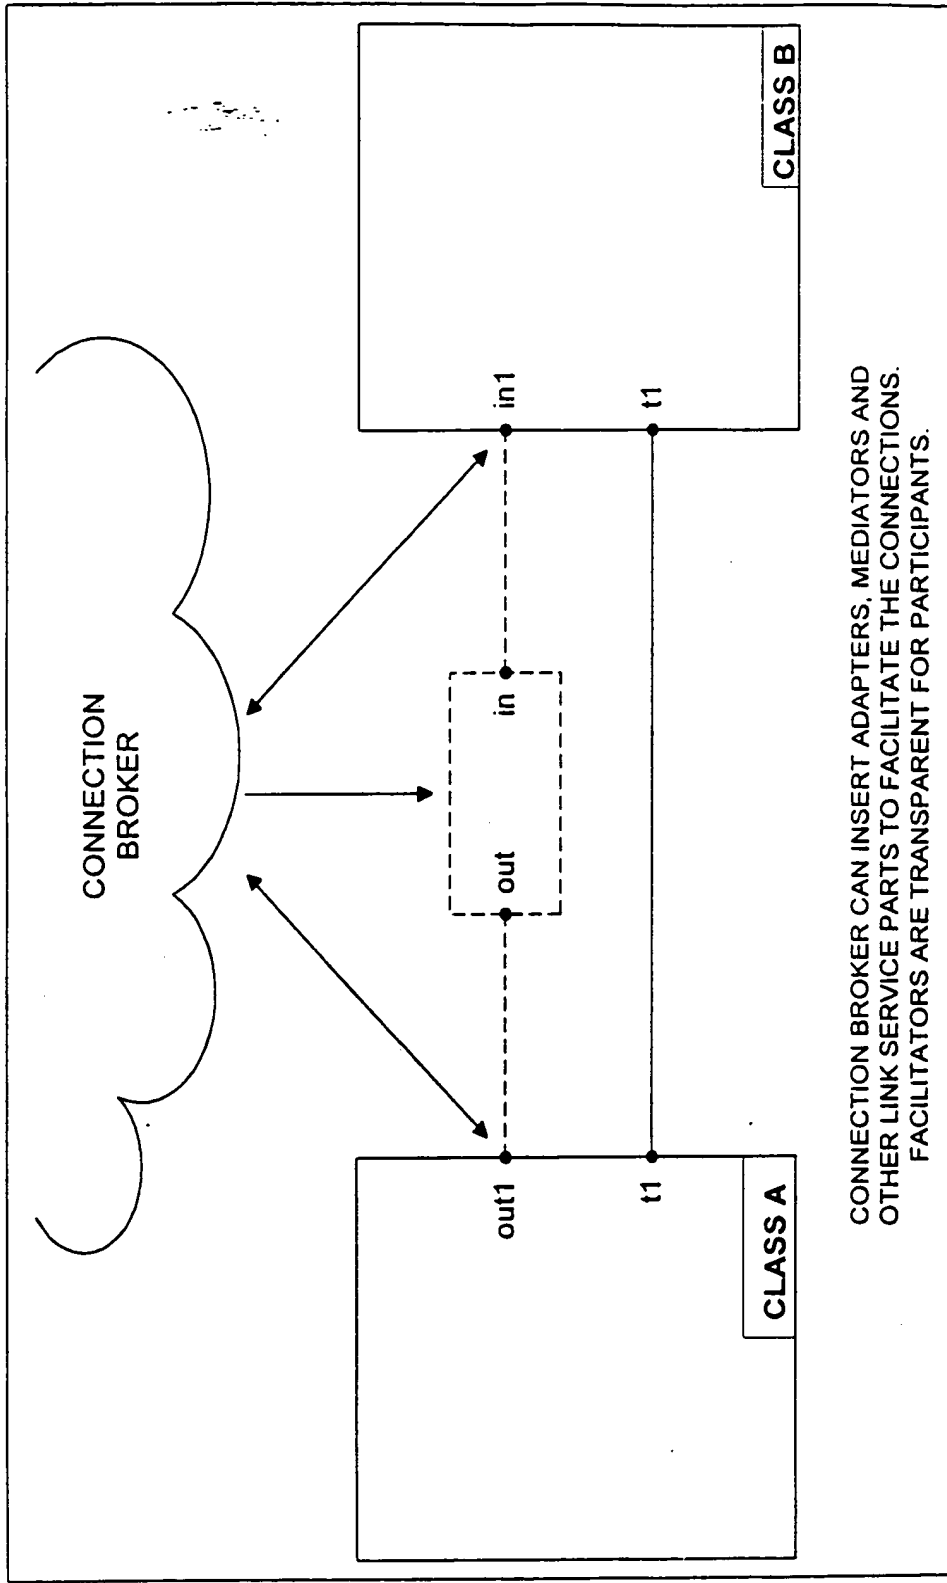 CONNECTION
BROKER
out1
out
in
in1
t1
t1
CLASS A
CLASS B
CONNECTION BROKER CAN INSERT ADAPTERS, MEDIATORS AND
OTHER LINK SERVICE PARTS TO FACILITATE THE CONNECTIONS.
FACILITATORS ARE TRANSPARENT FOR PARTICIPANTS.